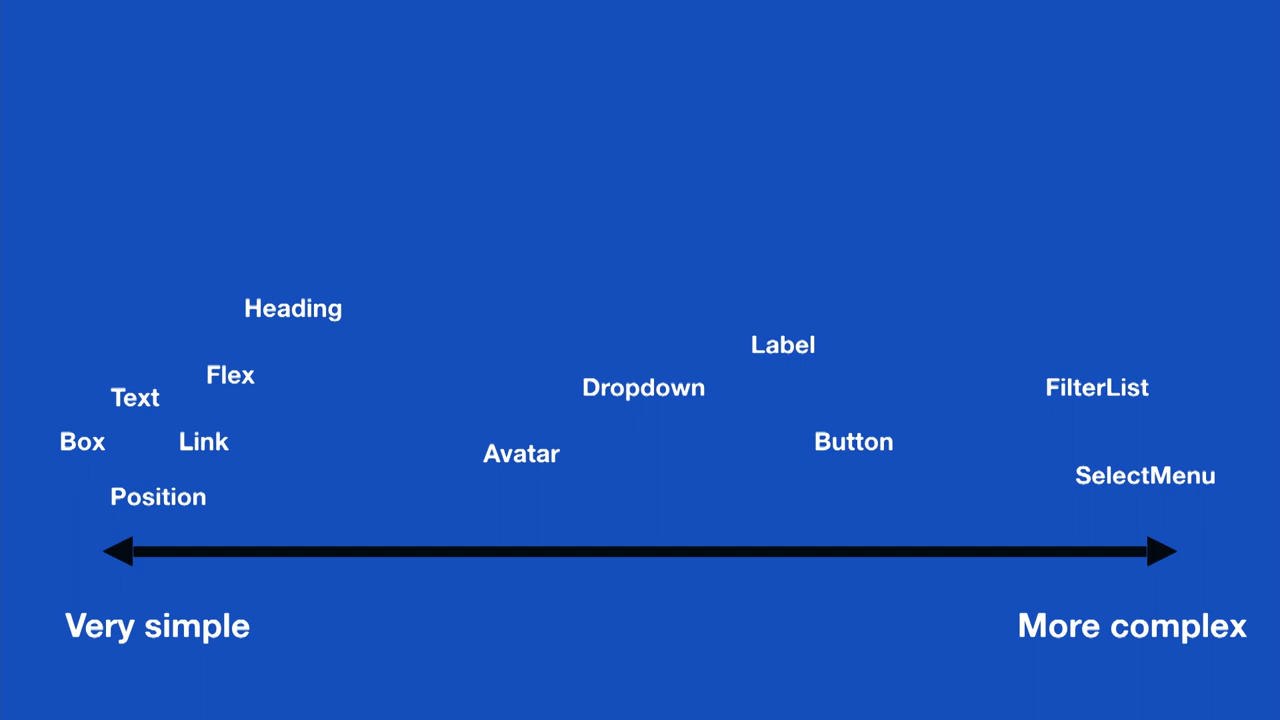 Heading
Label
Flex
Text
Dropdown
FilterList
Box
Link
Button
Avatar
SelectMenu
Position
Very simple
More complex